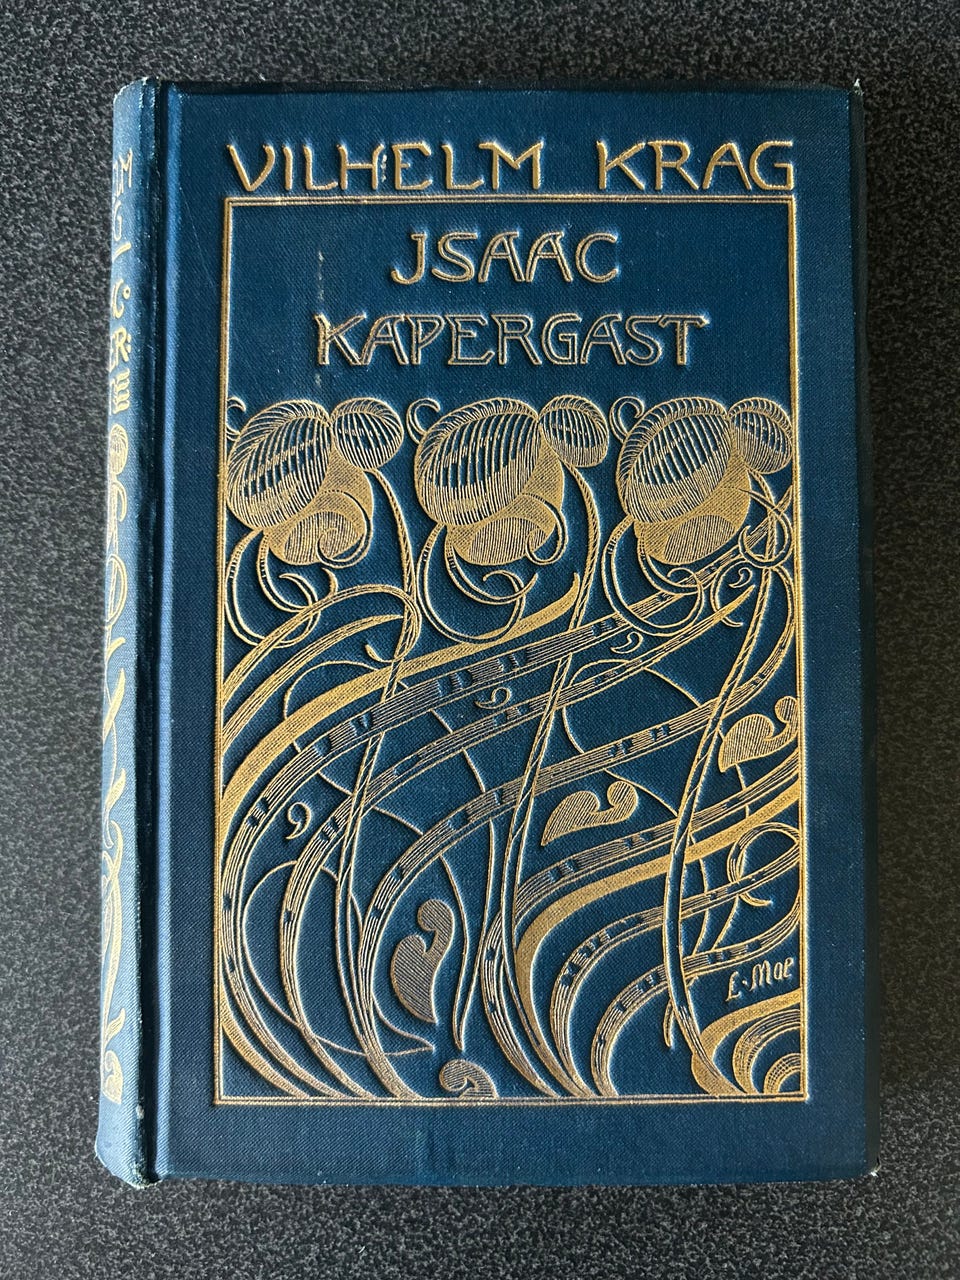 VILHELM KRAG
JSAAC
KAPERGAST
E. Moe